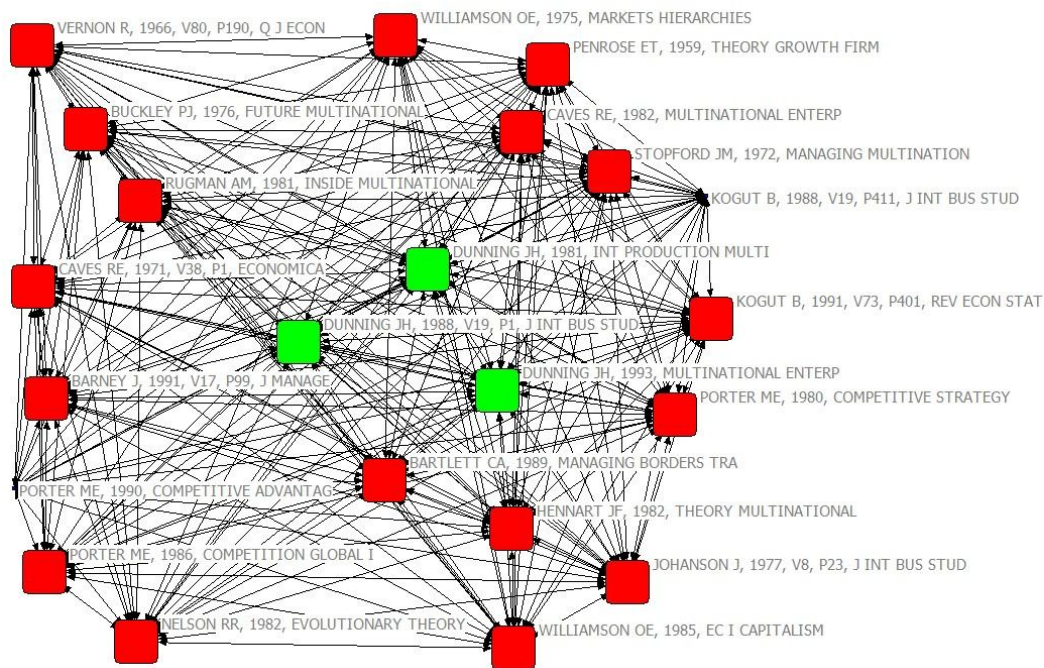 VERNON R, 1966, V80, P190, Q J ECON
WILLIAMSON OE, 1975, MARKETS HIERARCHIES
PENROSE ET, 1959, THEORY GROWTH FIRM
BUCKLEY PJ, 1976, FUTURE MULTINATIONAL
CAVES RE, 1982, MULTINATIONAL ENTERP
STOPFORD JM, 1972, MANAGING MULTINATION
RUGMAN AM, 1981, INSIDE MULTINATIONAL
KOGUT B, 1988, V19, P411, J INT BUS STUD
DUNNING JH, 1981, INT PRODUCTION MULTI
CAVES RE, 1971, V38, P1, ECONOMICA
KOGUT B, 1991, V73, P401, REV ECON STAT
DUNNING JH, 1988, V19, P1, J INT BUS STUD
DUNNING JH, 1993, MULTINATIONAL ENTERP
BARNEY J, 1991, V17, P99, J MANAGE
PORTER ME, 1980, COMPETITIVE STRATEGY
BARTLETT CA, 1989, MANAGING BORDERS TRA
PORTER ME, 1990, COMPETITIVE ADVANTAG
HENNART JF, 1982, THEORY MULTINATIONAL
PORTER ME, 1986, COMPETITION GLOBAL I
JOHANSON J, 1977, V8, P23, J INT BUS STUD
NELSON RR, 1982, EVOLUTIONARY THEORY
WILLIAMSON OE, 1985, EC I CAPITALISM